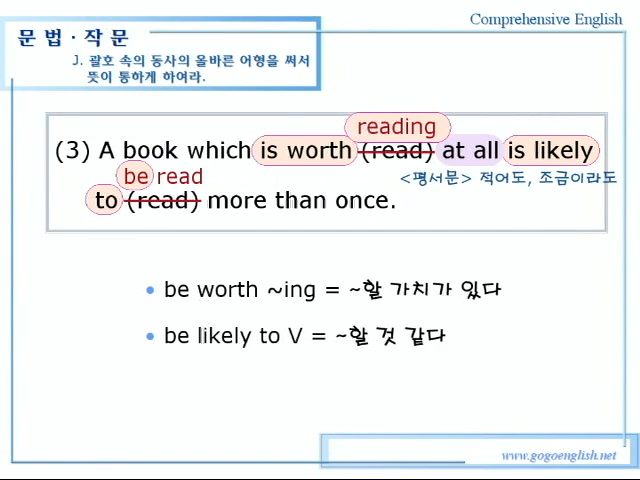 Comprehensive English
문 법 · 작 문
J. 괄호 속의 동사의 올바른 어형을 써서
뜻이 통하게 하여라.
reading
(3) A book which is worth (read) at all is likely
be read
<평서문> 적어도, 조금이라도
to (read) more than once.
• be worth ~ing = ~할 가치가 있다
• be likely to V = ~할 것 같다
www.gogoenglish.net